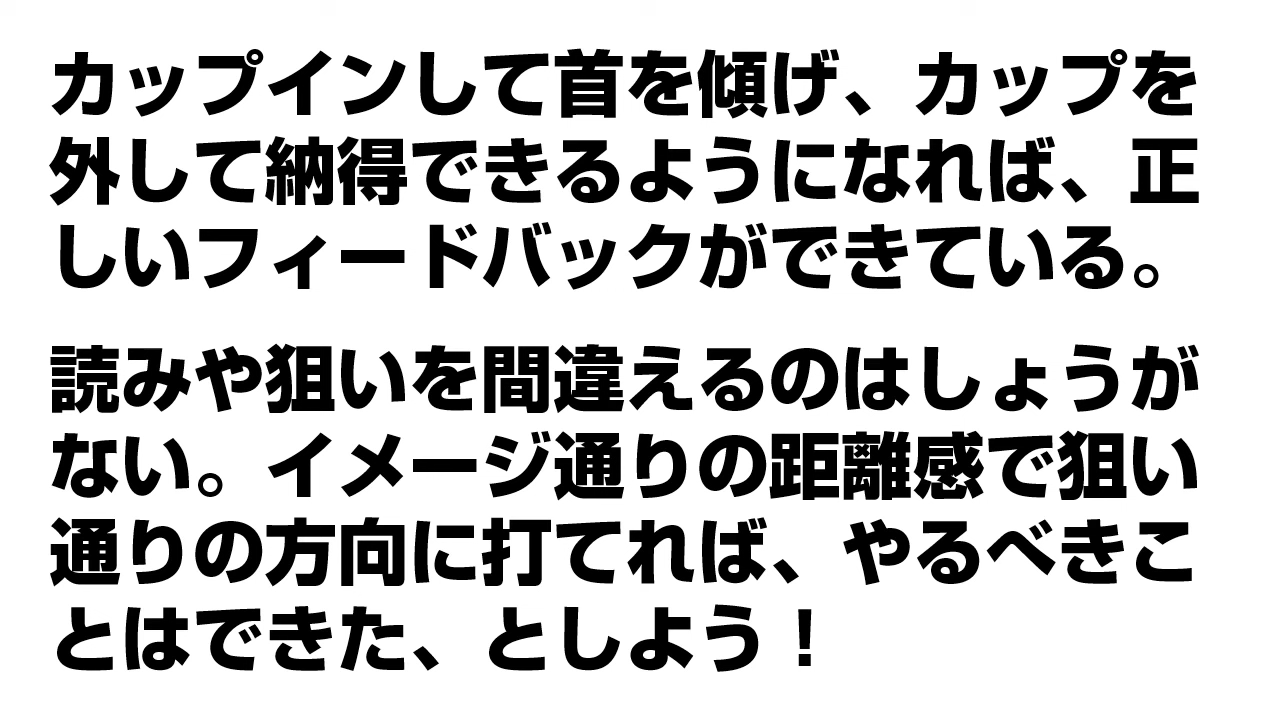 カップインして首を傾げ、カップを
外して納得できるようになれば、正
しいフィードバックができている。
読みや狙いを間違えるのはしょうが
ない。イメージ通りの距離感で狙い
通りの方向に打てれば、やるべきこ
とはできた、としよう！